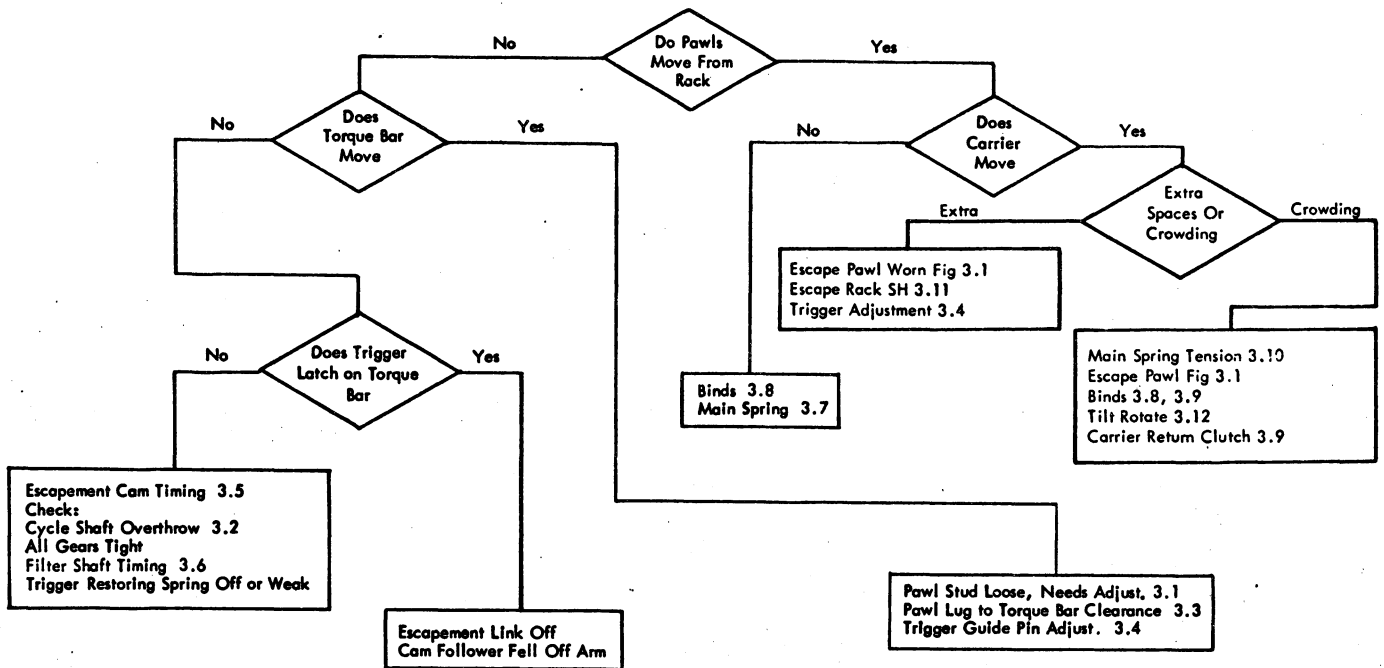 Do Pawls
Move From
Rack
No
Yes
Does
Torque Bar
Move
No
Yes
Does
Carrier
Move
No
Yes
Extra
Spaces Or
Crowding
Extra
Crowding
Escape Pawl Worn Fig 3.1
Escape Rack SH 3.11
Trigger Adjustment 3.4
Main Spring Tension 3.10
Escape Pawl Fig 3.1
Binds 3.8, 3.9
Tilt Rotate 3.12
Carrier Return Clutch 3.9
Binds 3.8
Main Spring 3.7
Does Trigger
Latch on Torque
Bar
No
Yes
Escapement Cam Timing 3.5
Check:
Cycle Shaft Overthrow 3.2
All Gears Tight
Filter Shaft Timing 3.6
Trigger Restoring Spring Off or Weak
Escapement Link Off
Cam Follower Fell Off Arm
Pawl Stud Loose, Needs Adjust. 3.1
Pawl Lug to Torque Bar Clearance 3.3
Trigger Guide Pin Adjust. 3.4